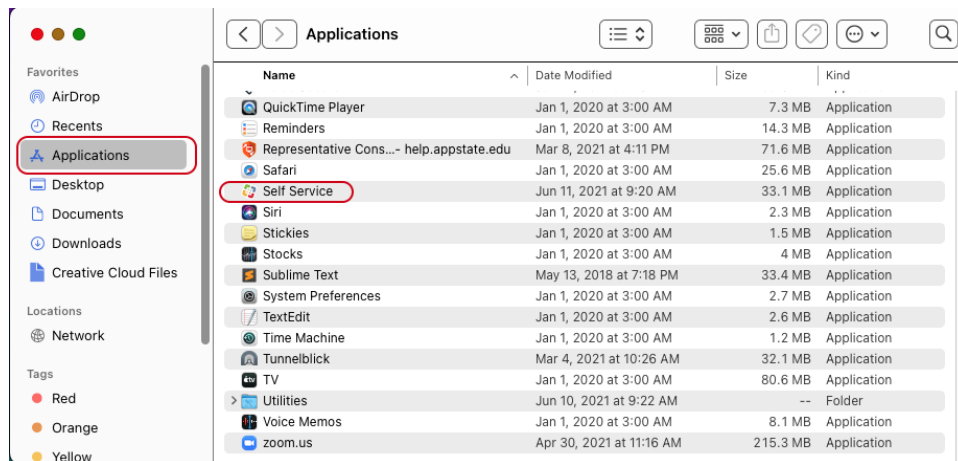 Applications
Favorites
AirDrop
Recents
Applications
Desktop
Documents
Downloads
Creative Cloud Files
Locations
Network
Tags
Red
Orange
Yellow
Name Date Modified Size Kind
QuickTime Player Jan 1, 2020 at 3:00 AM 7.3 MB Application
Reminders Jan 1, 2020 at 3:00 AM 14.3 MB Application
Representative Cons...- help.appstate.edu Mar 8, 2021 at 4:11 PM 71.6 MB Application
Safari Jan 1, 2020 at 3:00 AM 25.6 MB Application
Self Service Jun 11, 2021 at 9:20 AM 33.1 MB Application
Siri Jan 1, 2020 at 3:00 AM 2.3 MB Application
Stickies Jan 1, 2020 at 3:00 AM 1.5 MB Application
Stocks Jan 1, 2020 at 3:00 AM 4 MB Application
Sublime Text May 13, 2018 at 7:18 PM 33.4 MB Application
System Preferences Jan 1, 2020 at 3:00 AM 2.7 MB Application
TextEdit Jan 1, 2020 at 3:00 AM 2.6 MB Application
Time Machine Jan 1, 2020 at 3:00 AM 1.2 MB Application
Tunnelblick Mar 4, 2021 at 10:26 AM 32.1 MB Application
TV Jan 1, 2020 at 3:00 AM 80.6 MB Application
Utilities Jun 10, 2021 at 9:22 AM -- Folder
Voice Memos Jan 1, 2020 at 3:00 AM 8.1 MB Application
zoom.us Apr 30, 2021 at 11:16 AM 215.3 MB Application